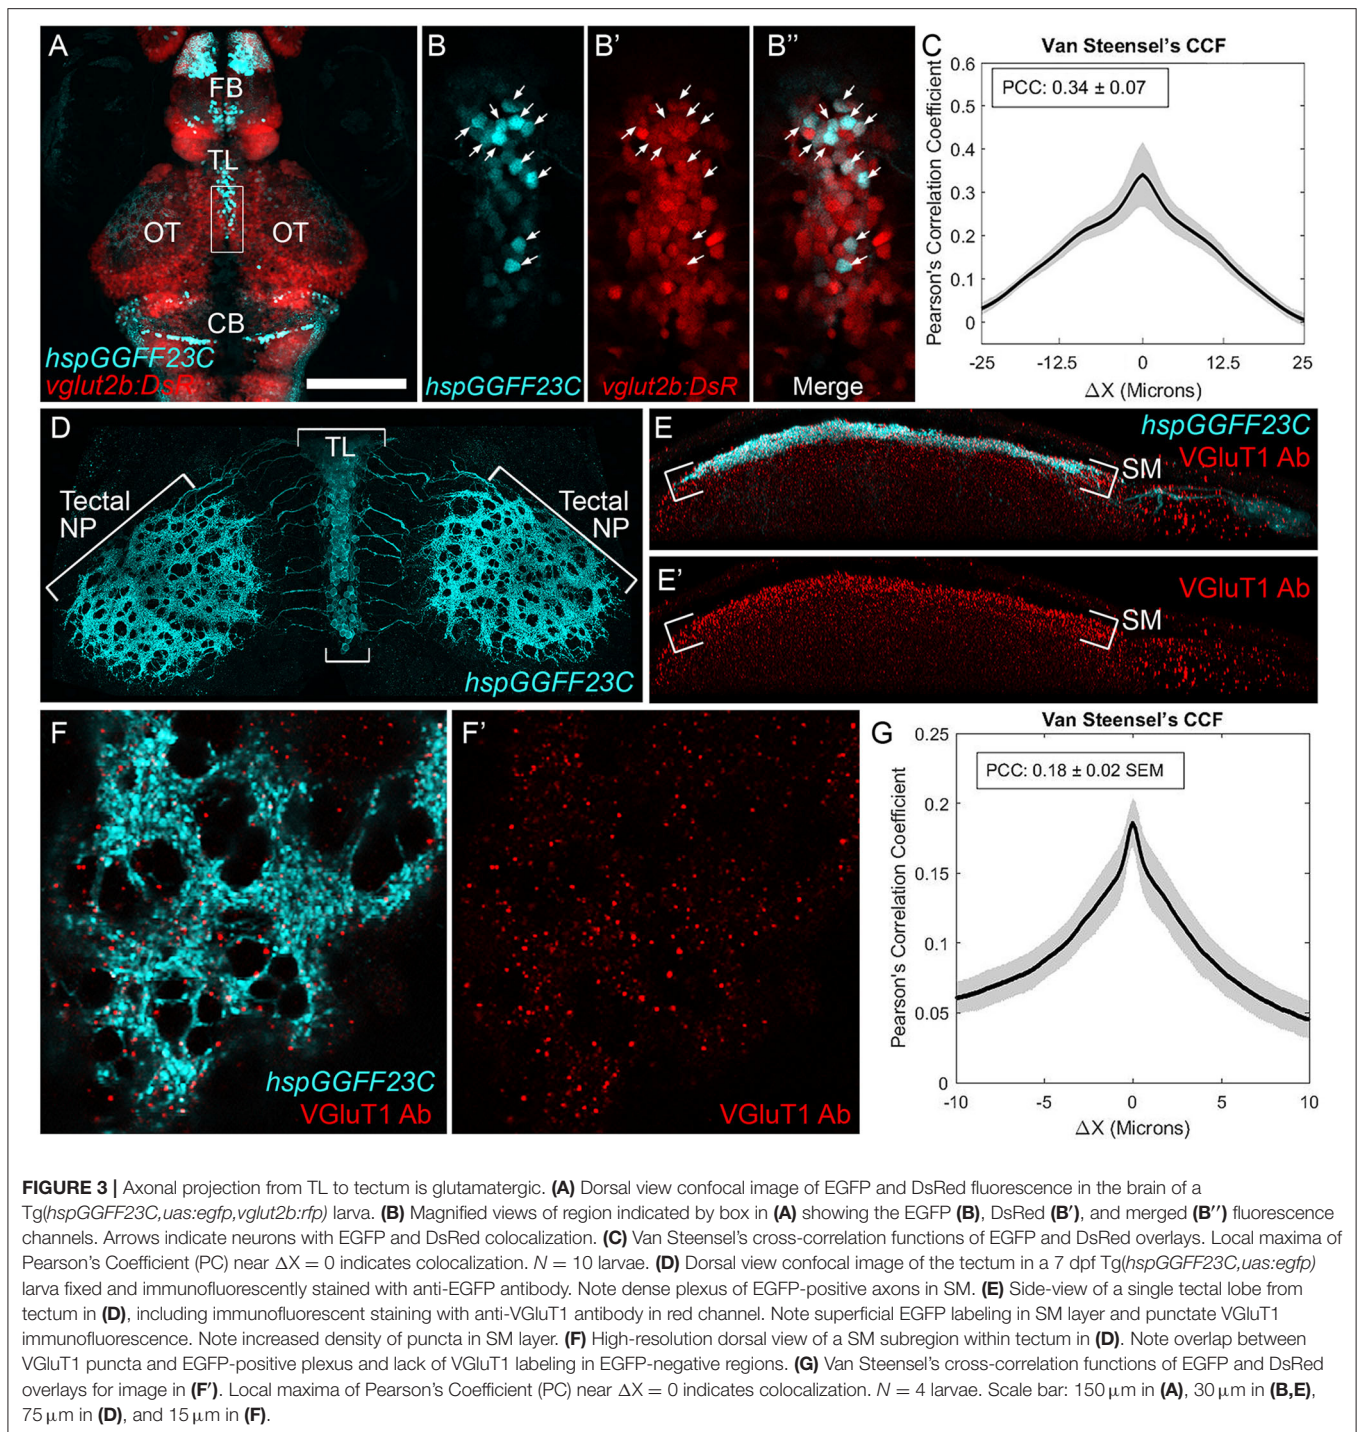 A
FB
TL
OT
OT
CB
hspGGFF23C
vglut2b:DsR
B
hspGGFF23C
B'
vglut2b:DsR
B''
Merge
C
Van Steensel's CCF
PCC: 0.34 ± 0.07
Pearson's Correlation Coefficient
0.6
0.5
0.4
0.3
0.2
0.1
0
-25
-12.5
0
12.5
25
ΔX (Microns)
D
TL
Tectal
NP
Tectal
NP
hspGGFF23C
E
hspGGFF23C
VGluT1 Ab
SM
E'
VGluT1 Ab
SM
F
hspGGFF23C
VGluT1 Ab
F'
VGluT1 Ab
G
Van Steensel's CCF
PCC: 0.18 ± 0.02 SEM
Pearson's Correlation Coefficient
0.25
0.2
0.15
0.1
0.05
0
-10
-5
0
5
10
ΔX (Microns)
FIGURE 3 | Axonal projection from TL to tectum is glutamatergic. (A) Dorsal view confocal image of EGFP and DsRed fluorescence in the brain of a
Tg(hspGGFF23C,uas:egfp,vglut2b:rfp) larva. (B) Magnified views of region indicated by box in (A) showing the EGFP (B), DsRed (B'), and merged (B'') fluorescence
channels. Arrows indicate neurons with EGFP and DsRed colocalization. (C) Van Steensel's cross-correlation functions of EGFP and DsRed overlays. Local maxima of
Pearson's Coefficient (PC) near ΔX = 0 indicates colocalization. N = 10 larvae. (D) Dorsal view confocal image of the tectum in a 7 dpf Tg(hspGGFF23C,uas:egfp)
larva fixed and immunofluorescently stained with anti-EGFP antibody. Note dense plexus of EGFP-positive axons in SM. (E) Side-view of a single tectal lobe from
tectum in (D), including immunofluorescent staining with anti-VGluT1 antibody in red channel. Note superficial EGFP labeling in SM layer and punctate VGluT1
immunofluorescence. Note increased density of puncta in SM layer. (F) High-resolution dorsal view of a SM subregion within tectum in (D). Note overlap between
VGluT1 puncta and EGFP-positive plexus and lack of VGluT1 labeling in EGFP-negative regions. (G) Van Steensel's cross-correlation functions of EGFP and DsRed
overlays for image in (F'). Local maxima of Pearson's Coefficient (PC) near ΔX = 0 indicates colocalization. N = 4 larvae. Scale bar: 150 μm in (A), 30 μm in (B,E),
75 μm in (D), and 15 μm in (F).